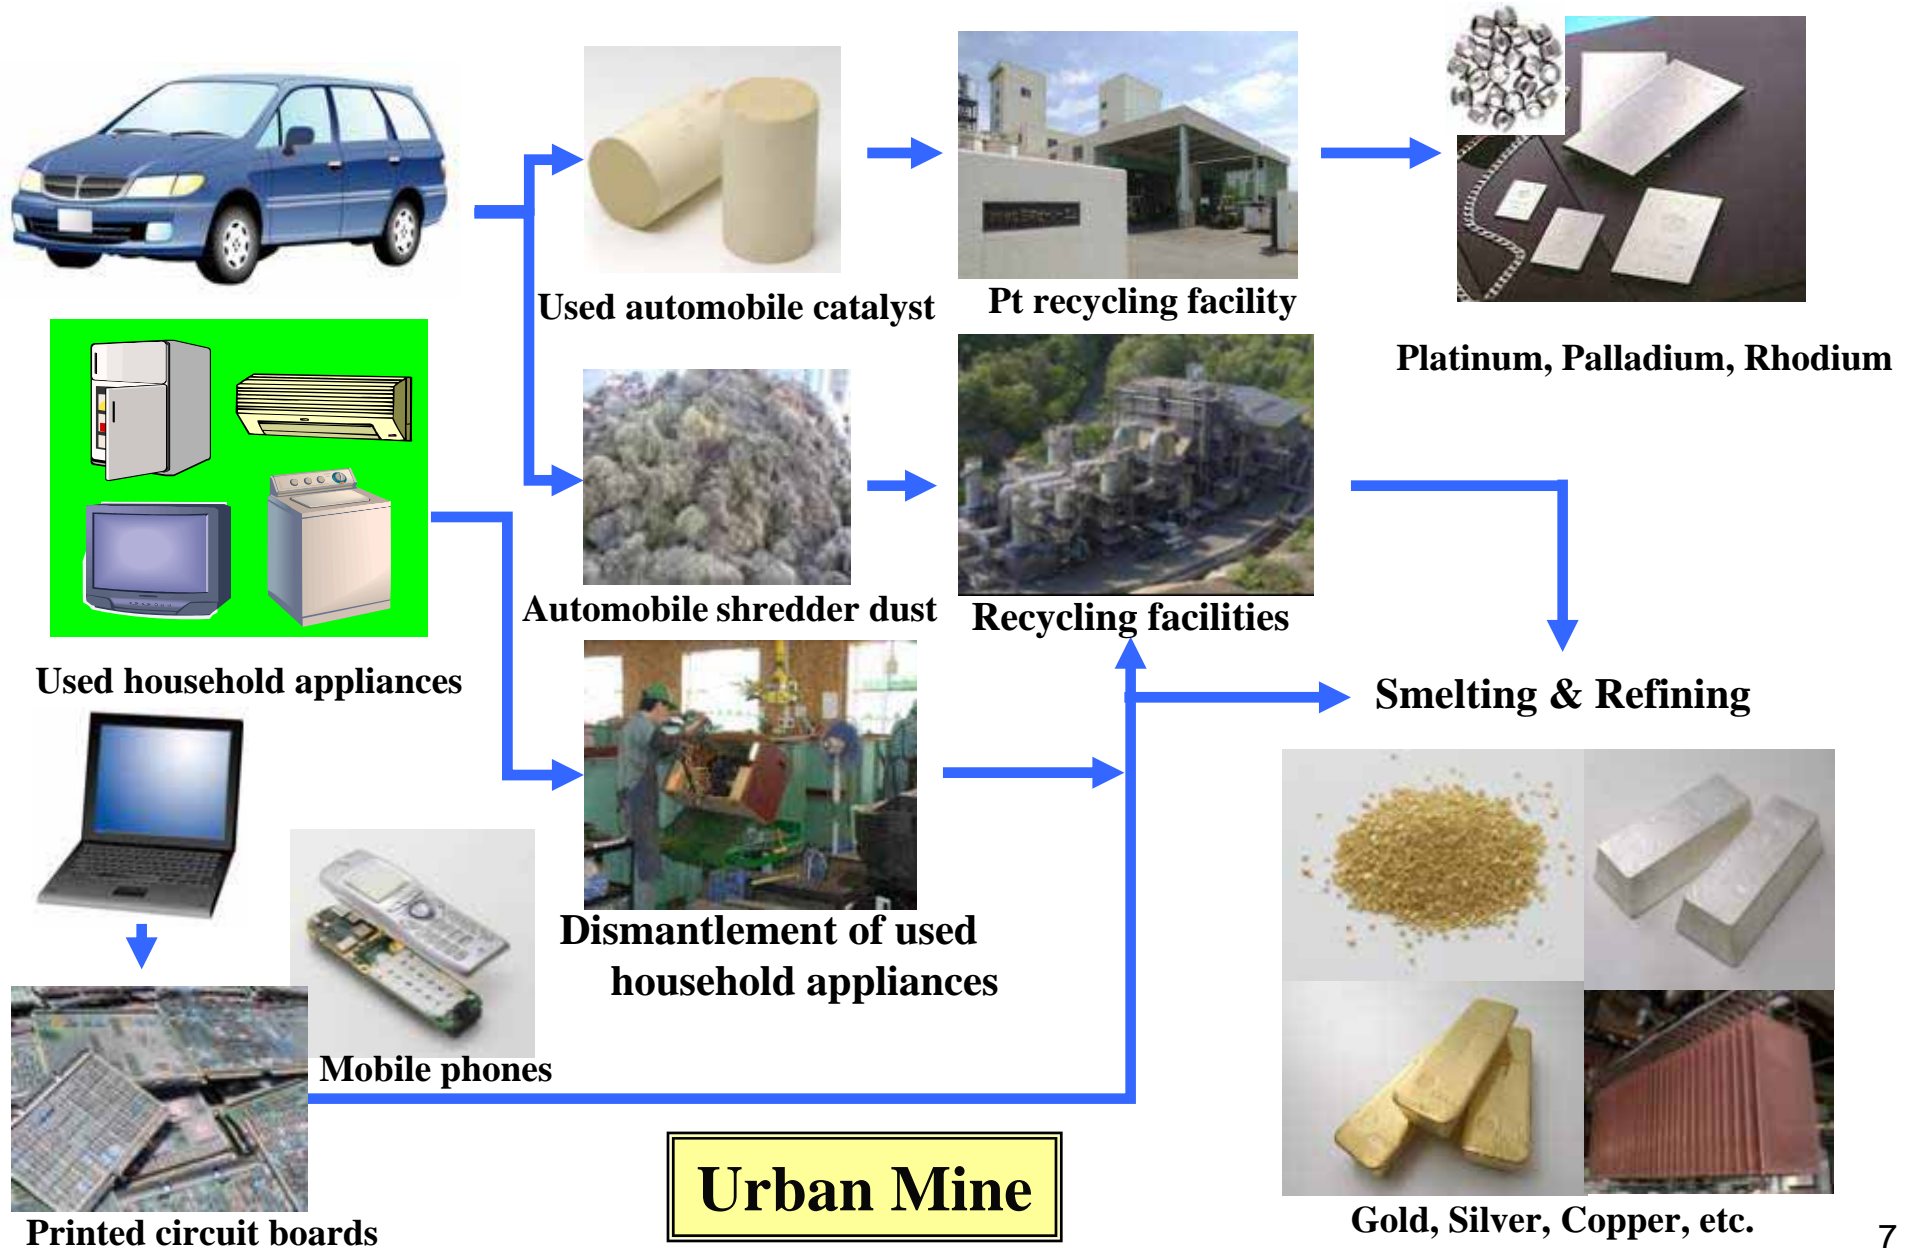 Used automobile catalyst
Pt recycling facility
Platinum, Palladium, Rhodium
Automobile shredder dust
Recycling facilities
Used household appliances
Smelting & Refining
Dismantlement of used
household appliances
Mobile phones
Printed circuit boards
Urban Mine
Gold, Silver, Copper, etc.
7